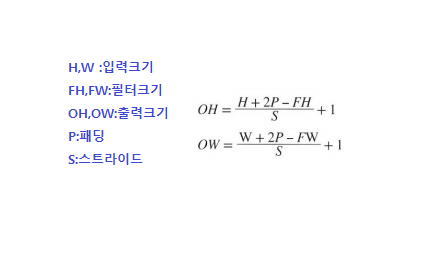 H,W :입력크기
FH,FW:필터크기
OH,OW:출력크기
P:패딩
S:스트라이드
OH = \frac{H + 2P - FH}{S} + 1
OW = \frac{W + 2P - FW}{S} + 1